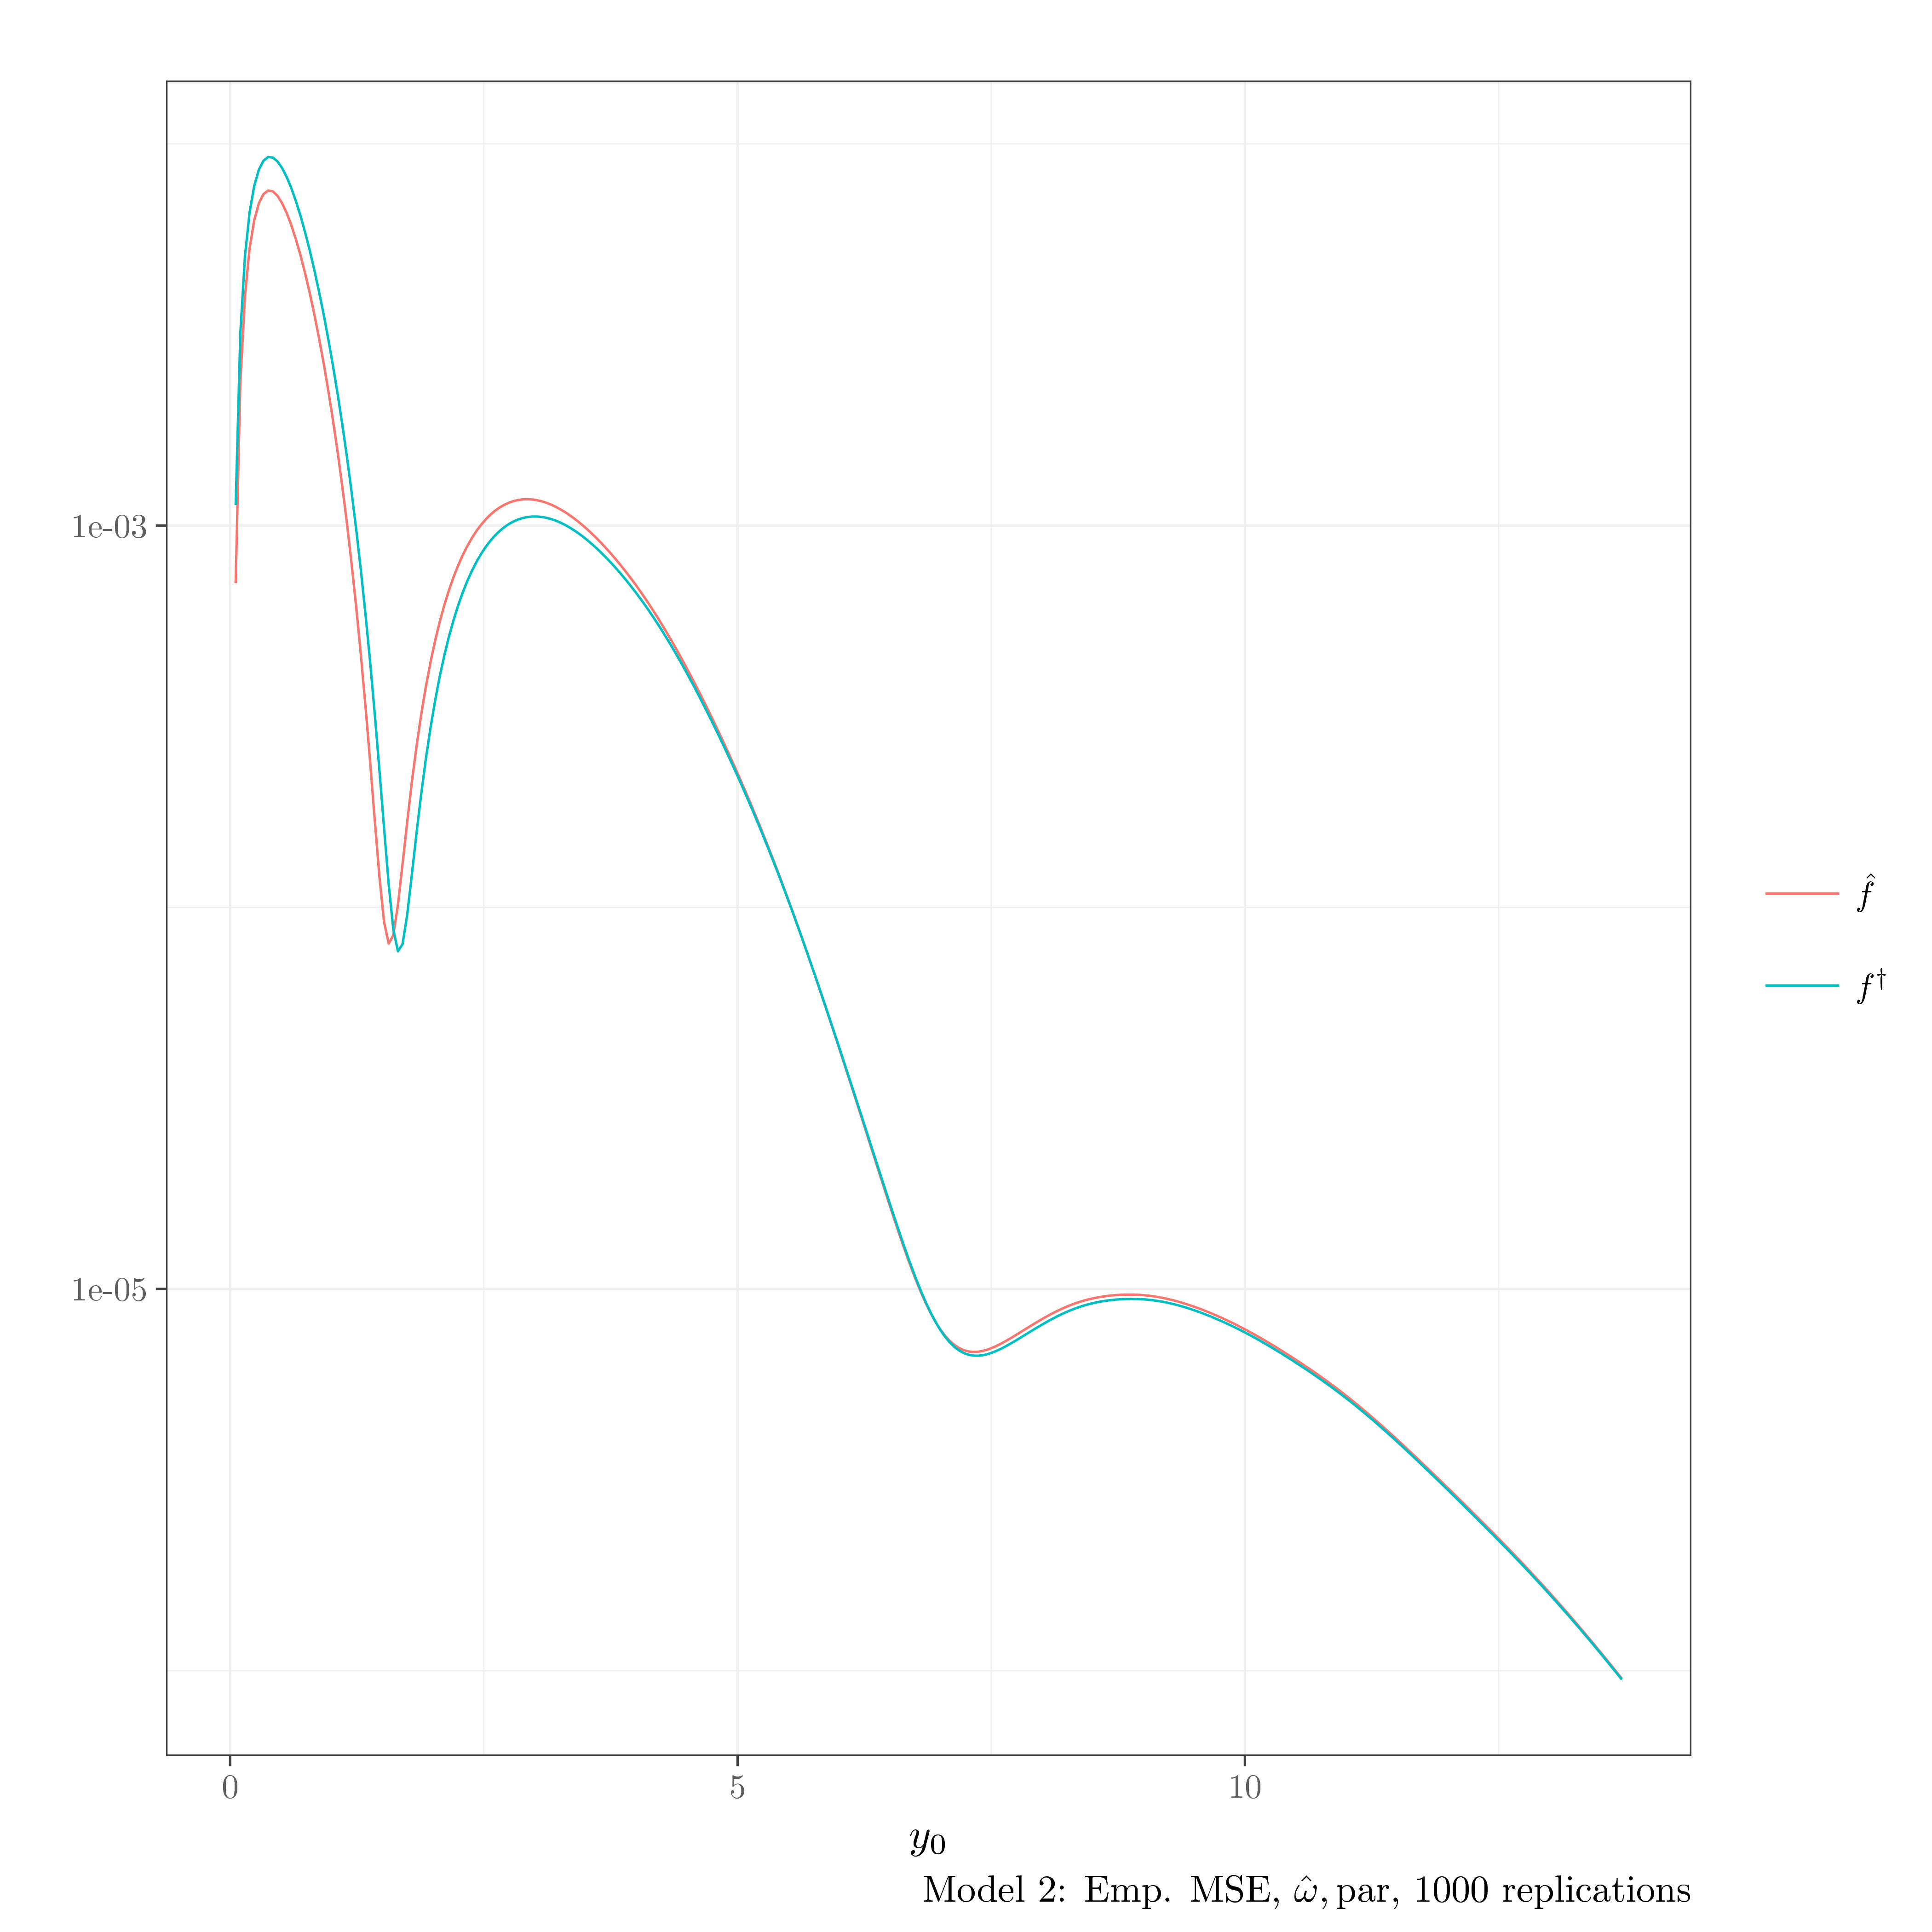 1e-03
1e-05
0 5 10
y₀
f̂
f†
Model 2: Emp. MSE, ω̂, par, 1000 replications